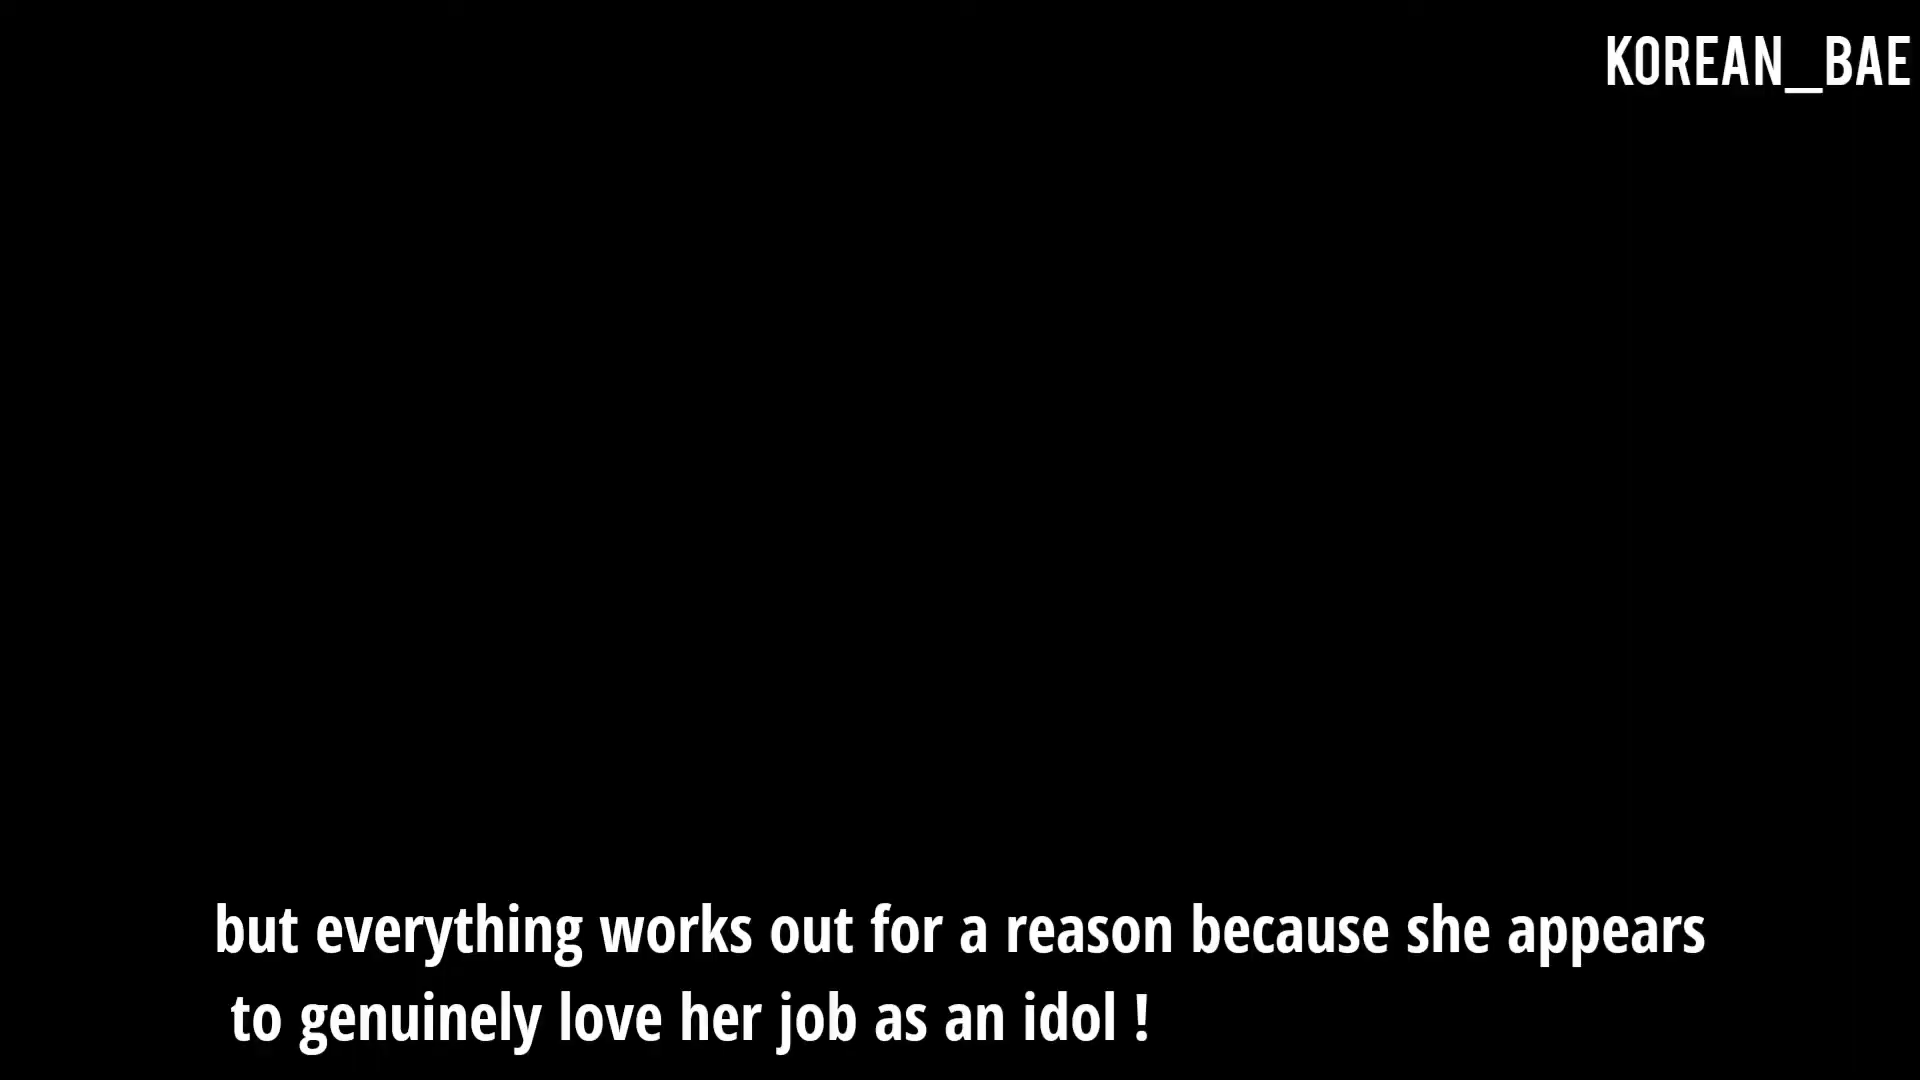 KOREAN_BAE
but everything works out for a reason because she appears
to genuinely love her job as an idol !